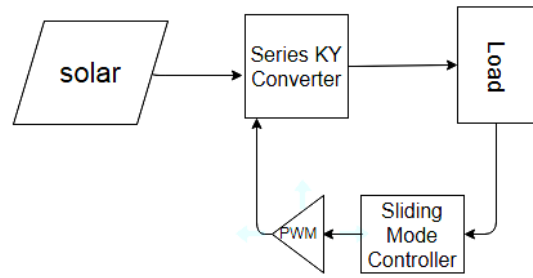 solar
Series KY
Converter
Load
PWM
Sliding
Mode
Controller